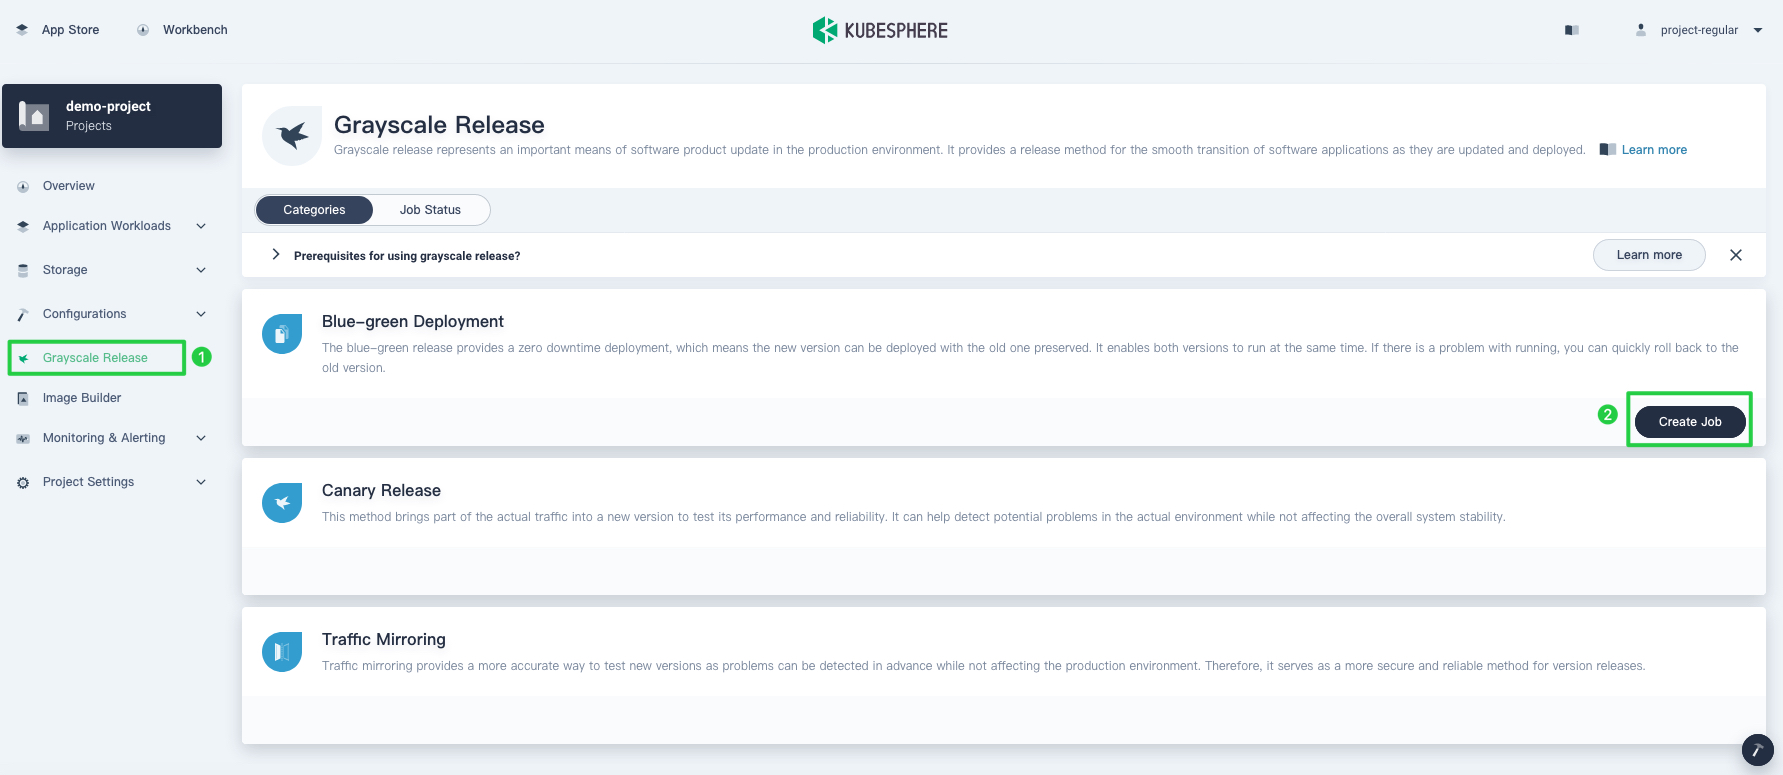 App Store
Workbench
KUBESPHERE
project-regular
demo-project
Projects
Overview
Application Workloads
Storage
Configurations
Grayscale Release
1
Image Builder
Monitoring & Alerting
Project Settings
Grayscale Release
Grayscale release represents an important means of software product update in the production environment. It provides a release method for the smooth transition of software applications as they are updated and deployed.
Learn more
Categories
Job Status
Prerequisites for using grayscale release?
Learn more
Blue-green Deployment
The blue-green release provides a zero downtime deployment, which means the new version can be deployed with the old one preserved. It enables both versions to run at the same time. If there is a problem with running, you can quickly roll back to the
old version.
2
Create Job
Canary Release
This method brings part of the actual traffic into a new version to test its performance and reliability. It can help detect potential problems in the actual environment while not affecting the overall system stability.
Traffic Mirroring
Traffic mirroring provides a more accurate way to test new versions as problems can be detected in advance while not affecting the production environment. Therefore, it serves as a more secure and reliable method for version releases.